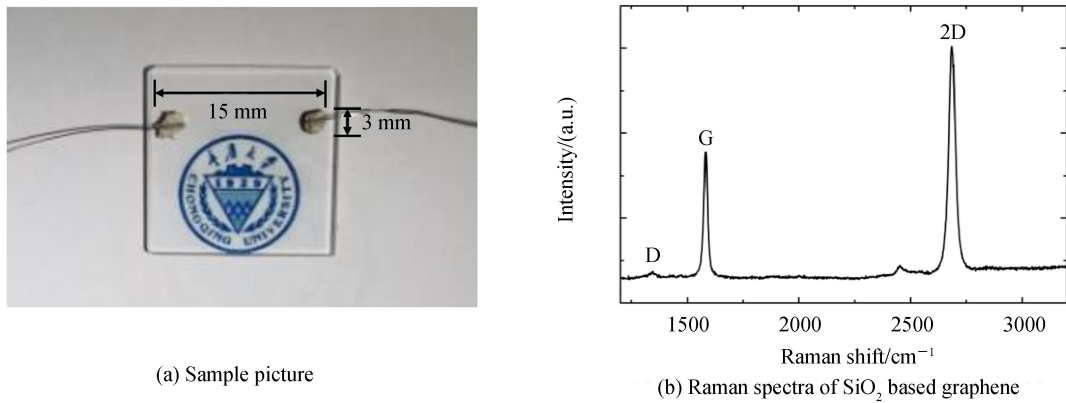 15 mm
3 mm
1929
CHONGQING UNIVERSITY
(a) Sample picture
Intensity/(a.u.)
D
G
2D
1500
2000
2500
3000
Raman shift/cm⁻¹
(b) Raman spectra of SiO₂ based graphene